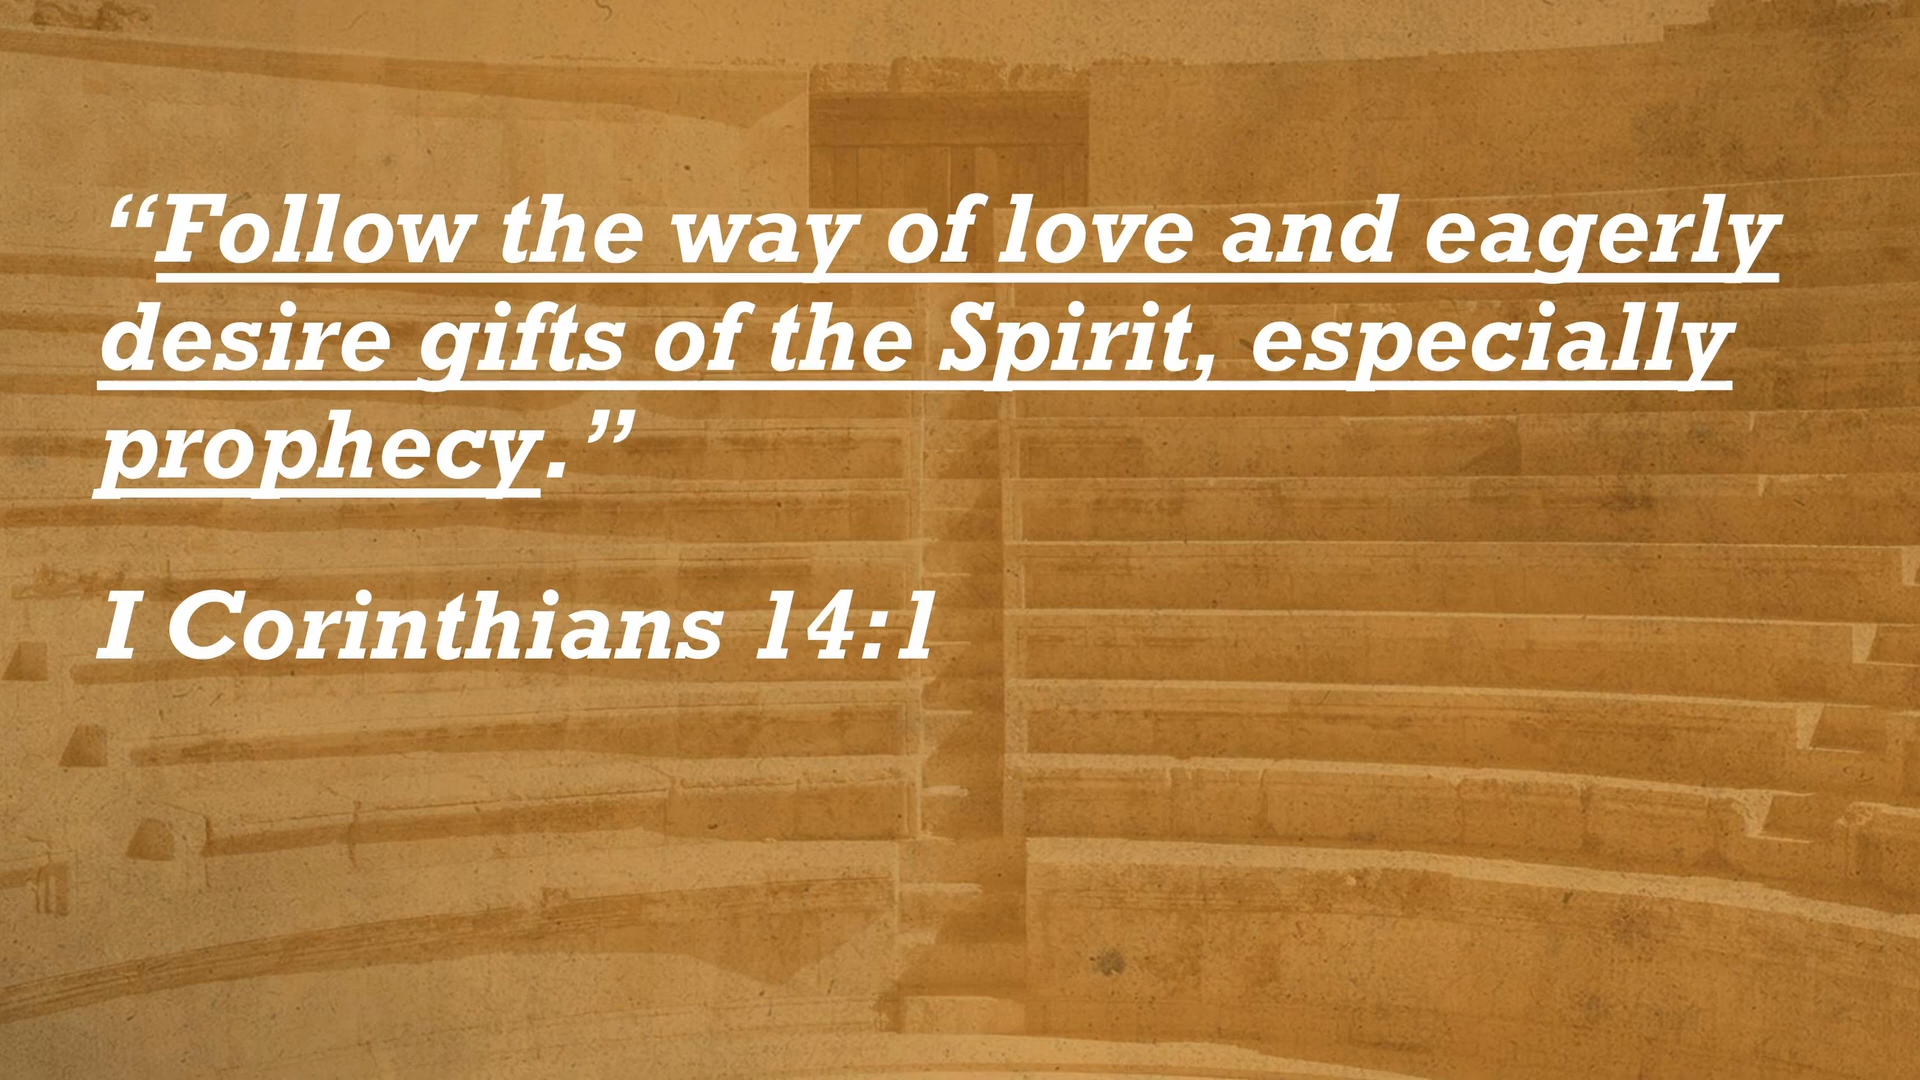 “Follow the way of love and eagerly
desire gifts of the Spirit, especially
prophecy.”
I Corinthians 14:1